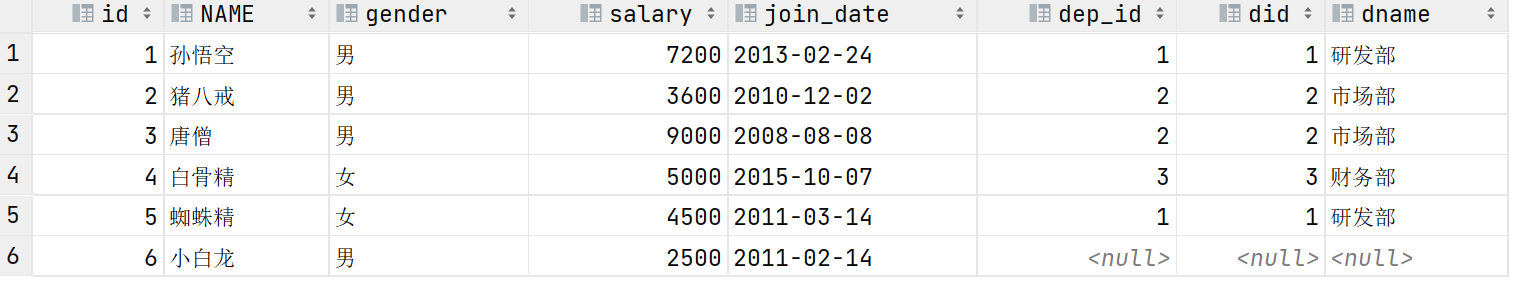 id NAME gender salary join_date dep_id did dname
1 1 孙悟空 男 7200 2013-02-24 1 1 研发部
2 2 猪八戒 男 3600 2010-12-02 2 2 市场部
3 3 唐僧 男 9000 2008-08-08 2 2 市场部
4 4 白骨精 女 5000 2015-10-07 3 3 财务部
5 5 蜘蛛精 女 4500 2011-03-14 1 1 研发部
6 6 小白龙 男 2500 2011-02-14 <null> <null> <null>